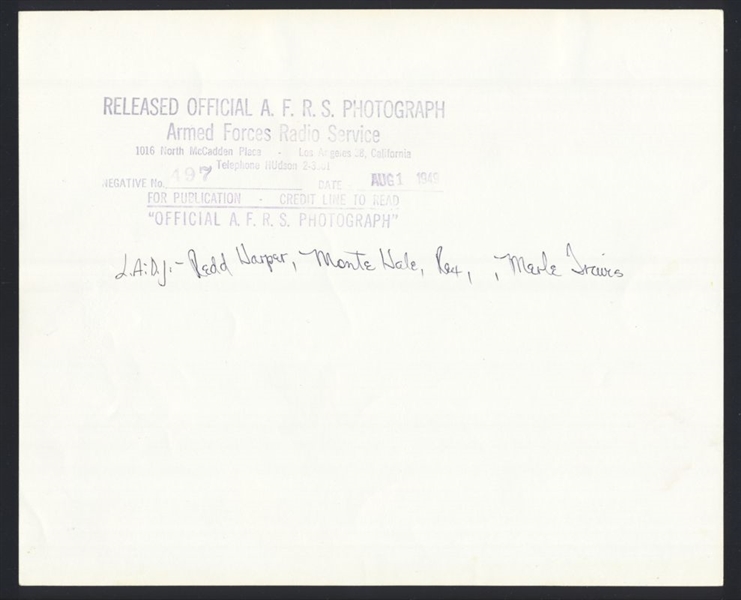 RELEASED OFFICIAL A. F. R. S. PHOTOGRAPH
Armed Forces Radio Service
1016 North McCadden Place - Los Angeles 38, California
Telephone HUdson
NEGATIVE No. 497 DATE AUG 1 1949
FOR PUBLICATION - CREDIT LINE TO READ
"OFFICIAL A. F. R. S. PHOTOGRAPH"
Redd Harper, Monte Hale, Rex, , Merle Travis